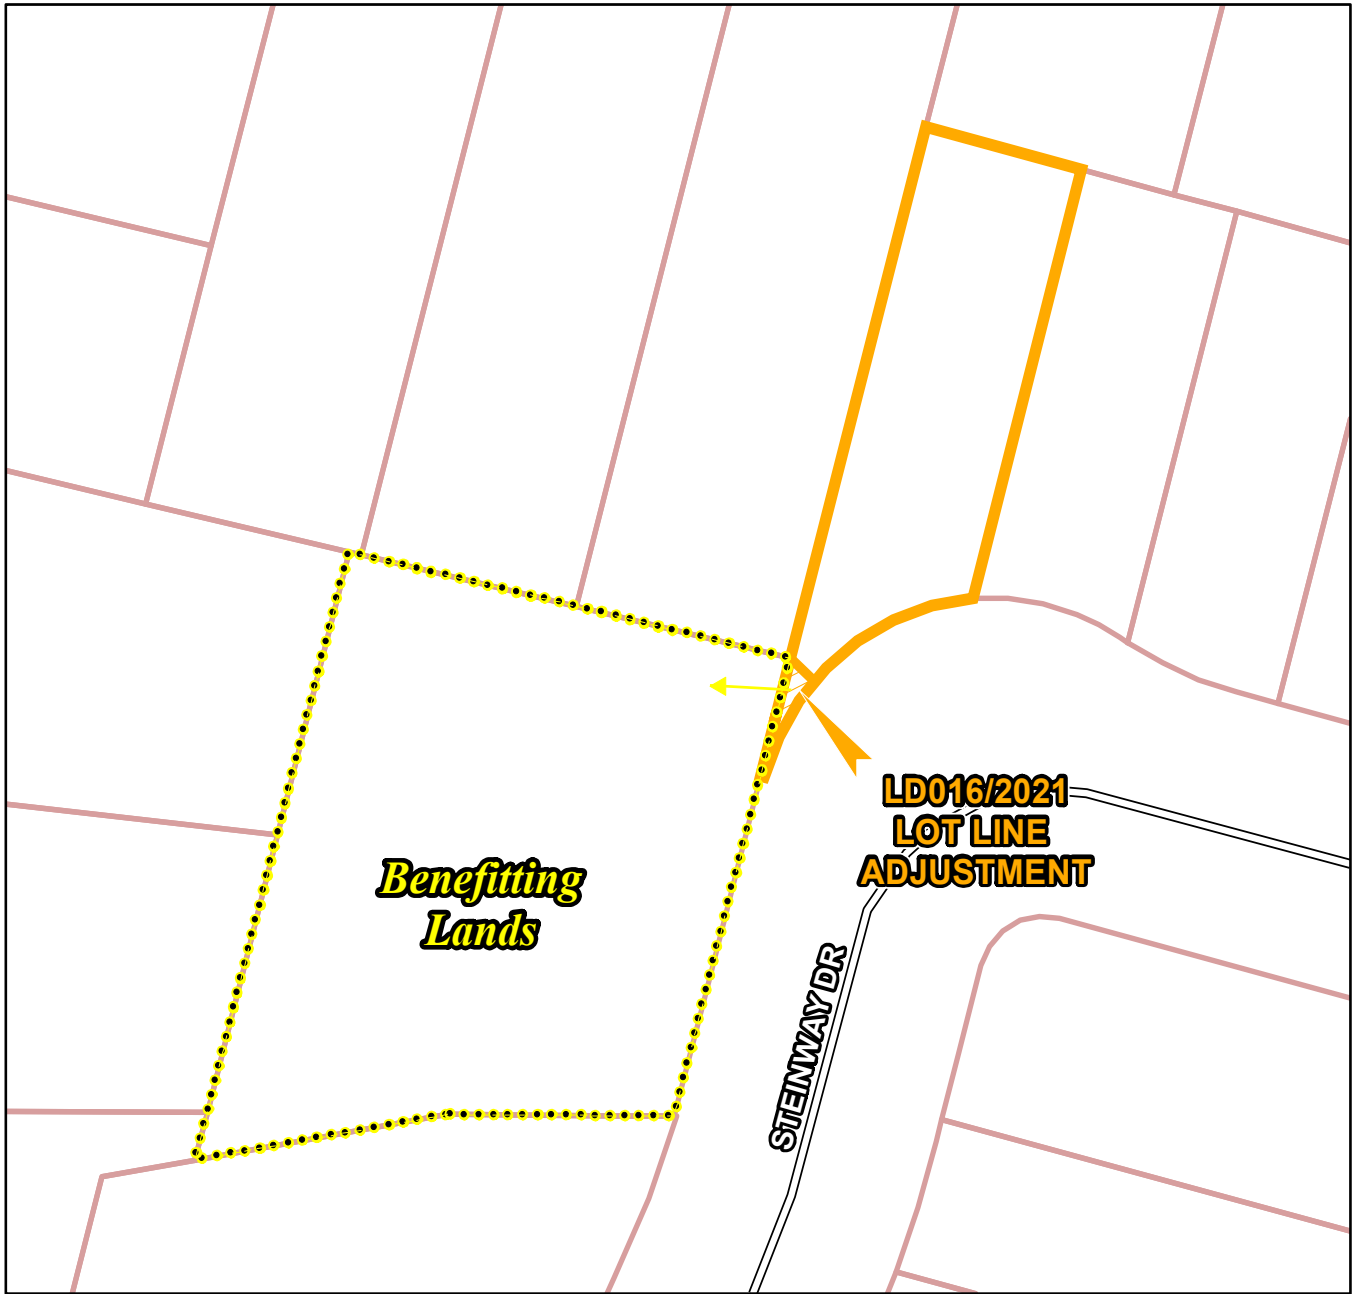 LD016/2021
LOT LINE
ADJUSTMENT
Benefitting
Lands
STEINWAY DR